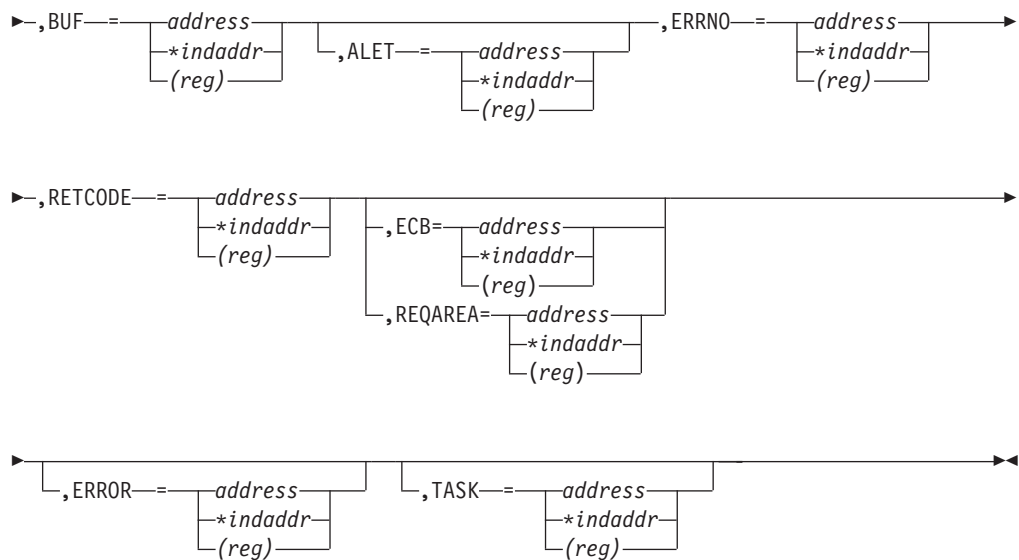 ,BUF = address ,ALET = address ,ERRNO = address
*indaddr *indaddr *indaddr
(reg) (reg) (reg)
,RETCODE = address ,ECB= address
*indaddr *indaddr
(reg) (reg)
,REQAREA= address
*indaddr
(reg)
,ERROR = address ,TASK = address
*indaddr *indaddr
(reg) (reg)